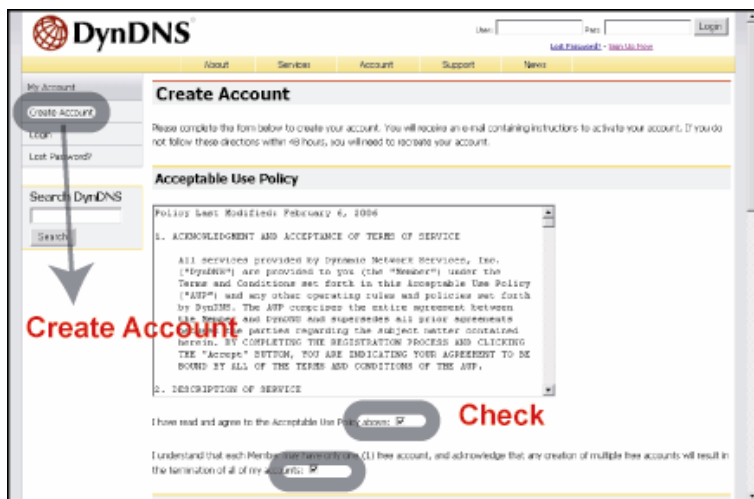 DynDNS
User: Pass: Login
Lost Password? - Sign Up Now
About Services Account Support News
My Account
Create Account
Login
Lost Password?
Search DynDNS
Search
Create Account
Create Account
Please complete the form below to create your account. You will receive an e-mail containing instructions to activate your account. If you do
not follow these directions within 48 hours, you will need to recreate your account.
Acceptable Use Policy
Policy Last Modified: February 6, 2006
1. ACKNOWLEDGMENT AND ACCEPTANCE OF TERMS OF SERVICE
All services provided by Dynamic Network Services, Inc.
("DynDNS") are provided to you (the "Member") under the
Terms and Conditions set forth in this Acceptable Use Policy
("AUP") and any other operating rules and policies set forth
by DynDNS. The AUP comprises the entire agreement between
the Member and DynDNS and supersedes all prior agreements
the parties regarding the subject matter contained
herein. BY COMPLETING THE REGISTRATION PROCESS AND CLICKING
THE "Accept" BUTTON, YOU ARE INDICATING YOUR AGREEMENT TO BE
BOUND BY ALL OF THE TERMS AND CONDITIONS OF THE AUP.
2. DESCRIPTION OF SERVICE
I have read and agree to the Acceptable Use Policy above:
Check
I understand that each Member may have only one (1) free account, and acknowledge that any creation of multiple free accounts will result in
the termination of all of my accounts: